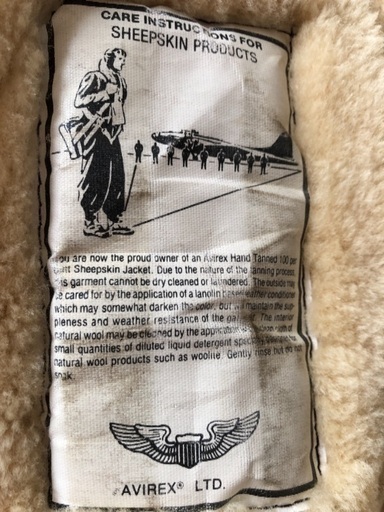 CARE INSTRUCTIONS FOR
SHEEPSKIN PRODUCTS
you are now the proud owner of an Avirex Hand Tanned 100 per
Sheepskin Jacket. Due to the nature of the tanning process
this garment cannot be dry cleaned or laundered. The outside may
be cared for by the application of a lanolin leather conditioner
which may somewhat darken the color, but will maintain the sup-
pleness and weather resistance of the garment. The interior
natural wool may be cleaned by the application
small quantities of diluted liquid detergent
natural wool products such as woolite. Gently rinse but do not
soak.
AVIREX® LTD.